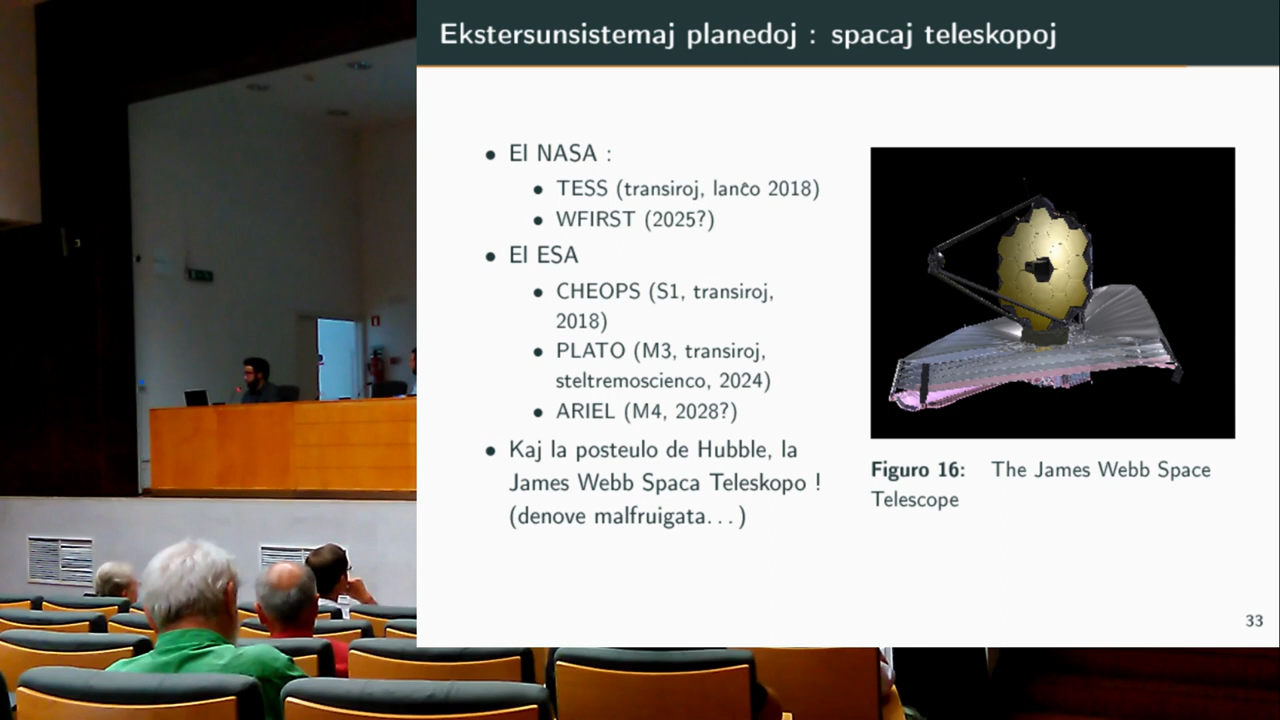 Ekstersunsistemaj planedoj : spacaj teleskopoj
• El NASA :
• TESS (transiroj, lanĉo 2018)
• WFIRST (2025?)
• El ESA
• CHEOPS (S1, transiroj,
2018)
• PLATO (M3, transiroj,
steltremoscienco, 2024)
• ARIEL (M4, 2028?)
• Kaj la posteulo de Hubble, la
James Webb Spaca Teleskopo !
(denove malfruigata...)
Figuro 16: The James Webb Space
Telescope
33